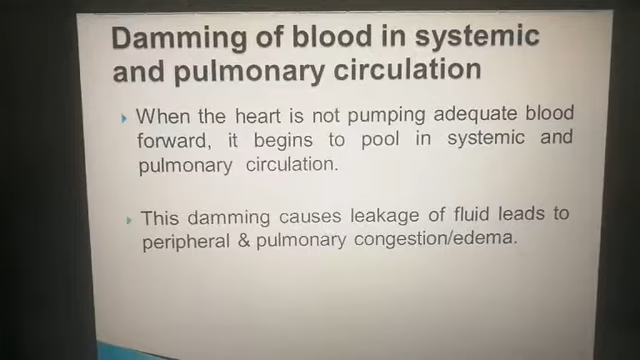 Damming of blood in systemic
and pulmonary circulation
When the heart is not pumping adequate blood
forward, it begins to pool in systemic and
pulmonary circulation.
This damming causes leakage of fluid leads to
peripheral & pulmonary congestion/edema.